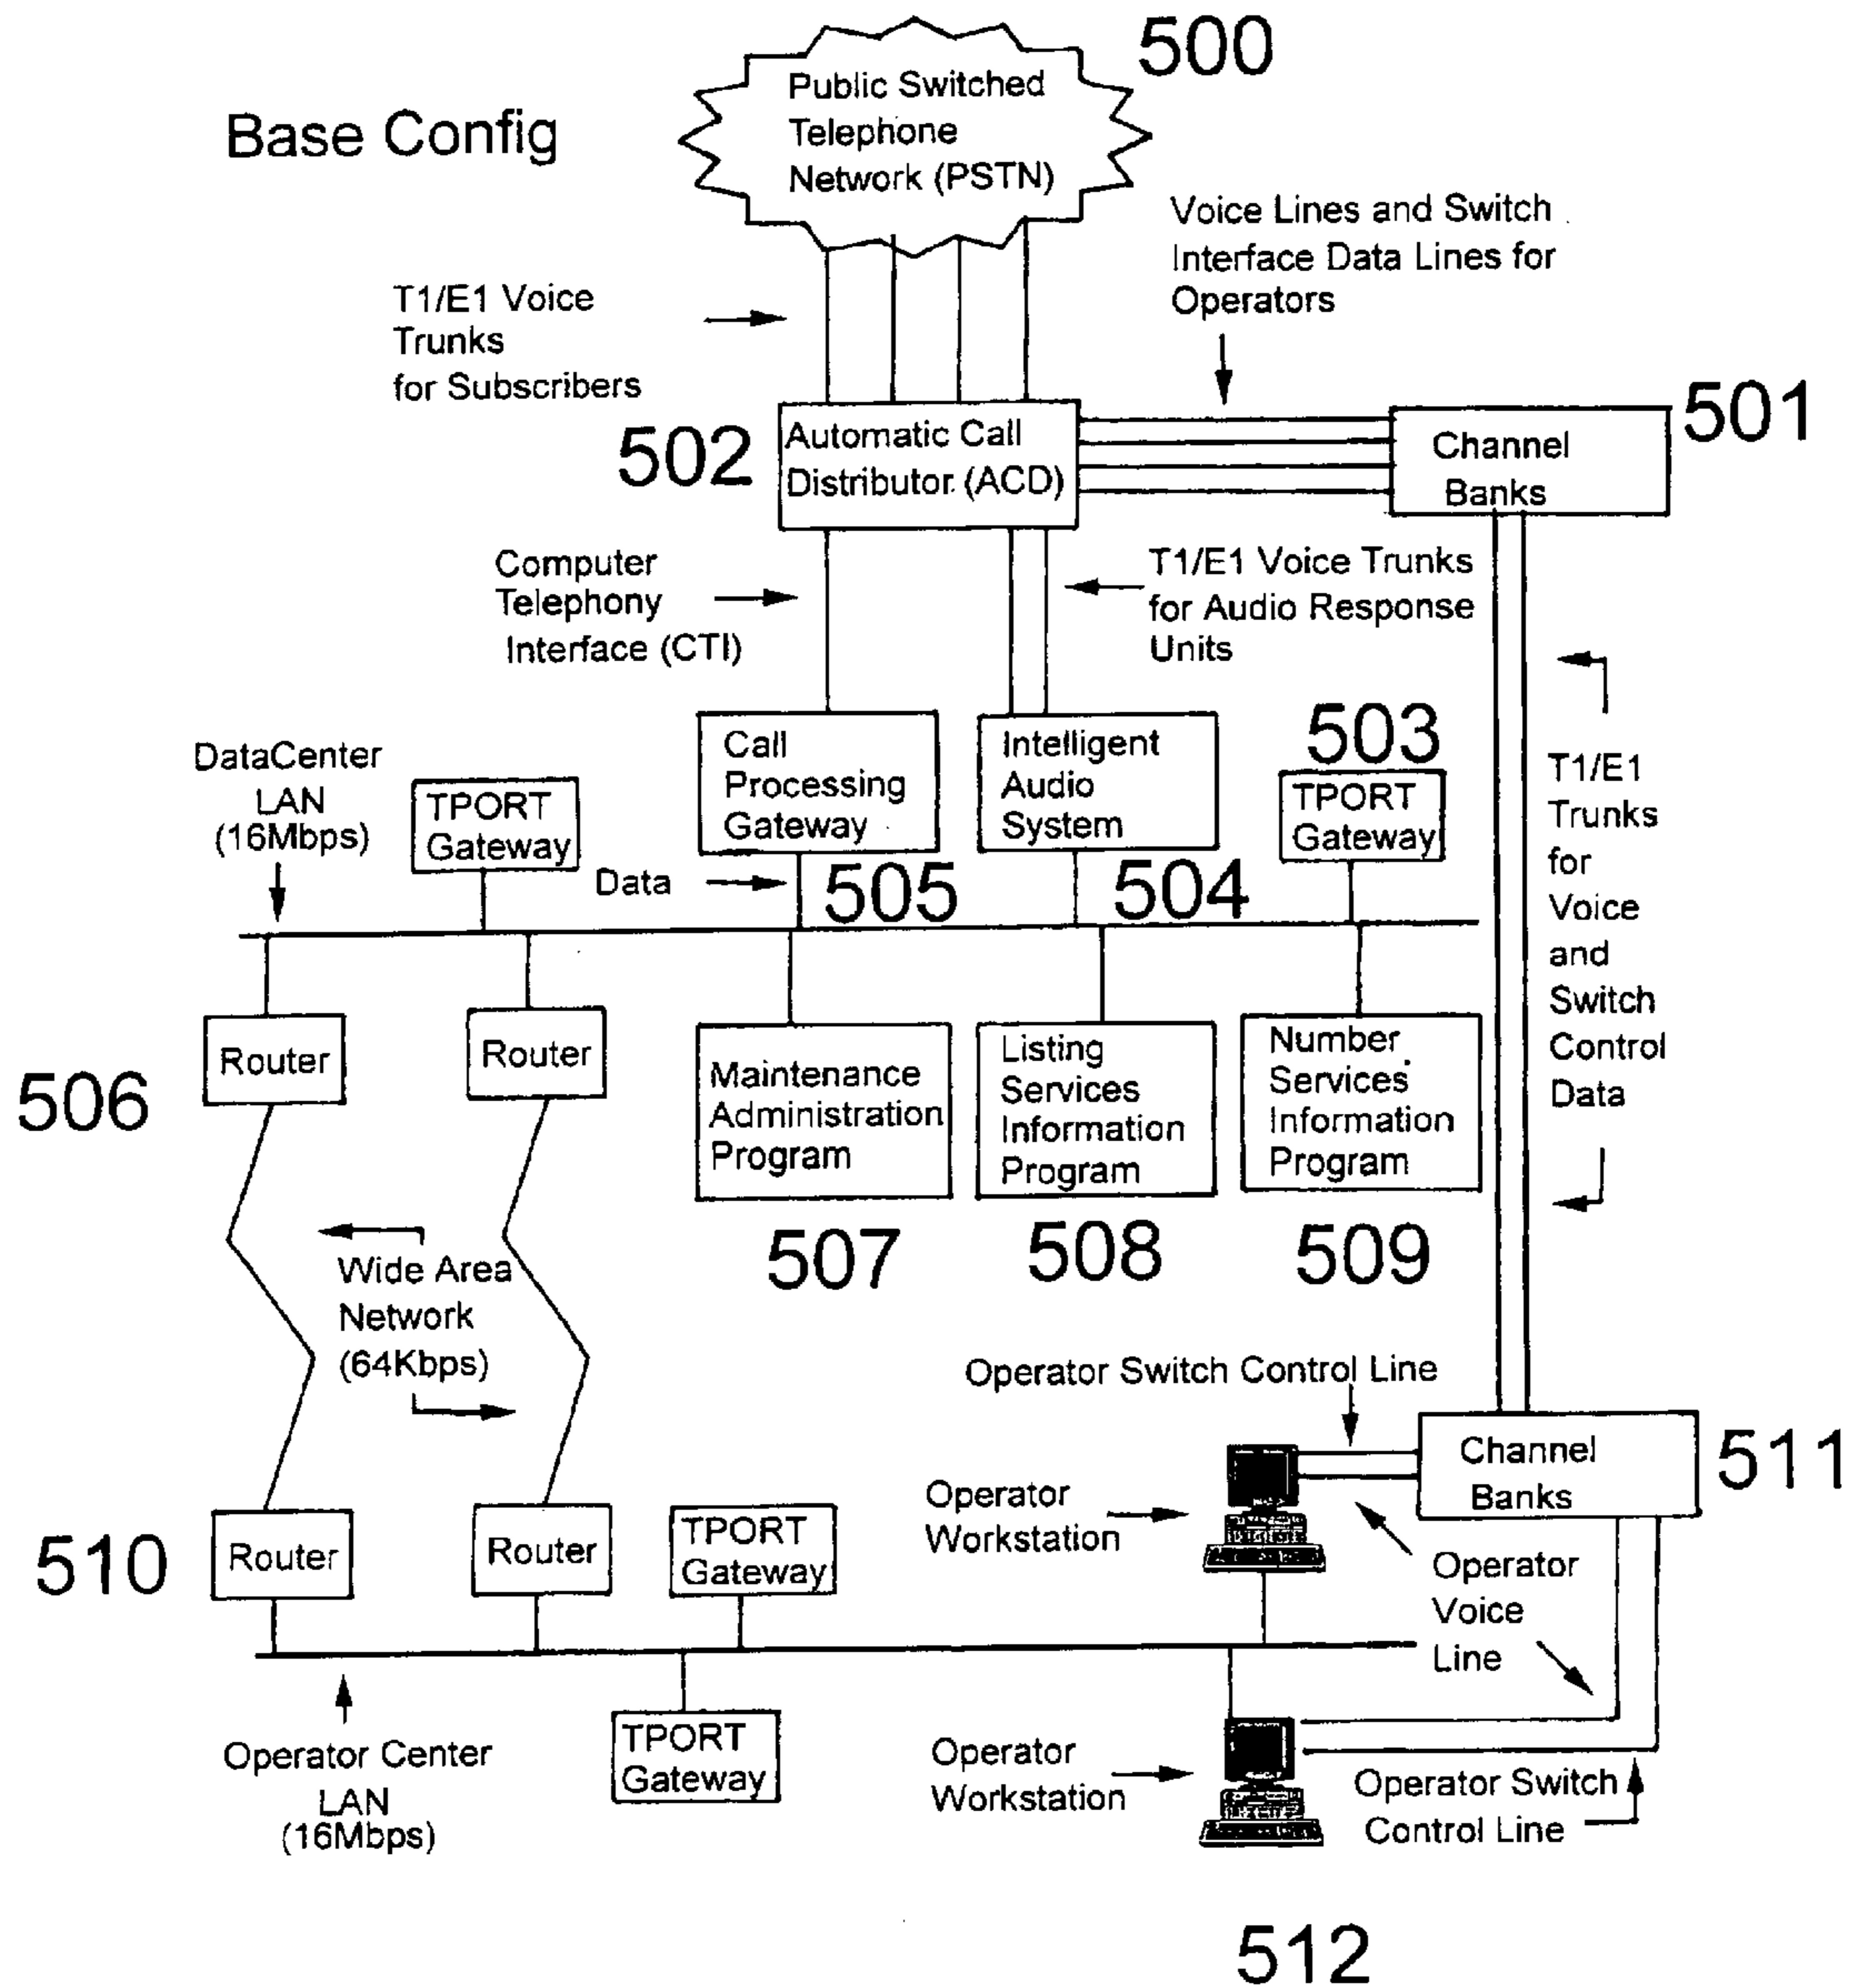 500
Public Switched
Telephone
Network (PSTN)
Base Config
Voice Lines and Switch
Interface Data Lines for
Operators
T1/E1 Voice
Trunks
for Subscribers
501
502
Automatic Call
Distributor (ACD)
Channel
Banks
Computer
Telephony
Interface (CTI)
T1/E1 Voice Trunks
for Audio Response
Units
503
DataCenter
LAN
(16Mbps)
TPORT
Gateway
Call
Processing
Gateway
Intelligent
Audio
System
TPORT
Gateway
T1/E1
Trunks
for
Voice
and
Switch
Control
Data
Data
505
504
506
Router
Router
Maintenance
Administration
Program
Listing
Services
Information
Program
Number
Services
Information
Program
507
508
509
Wide Area
Network
(64Kbps)
Operator Switch Control Line
Channel
Banks
511
Operator
Workstation
510
Router
Router
TPORT
Gateway
Operator
Voice
Line
Operator Center
LAN
(16Mbps)
TPORT
Gateway
Operator
Workstation
Operator Switch
Control Line
512